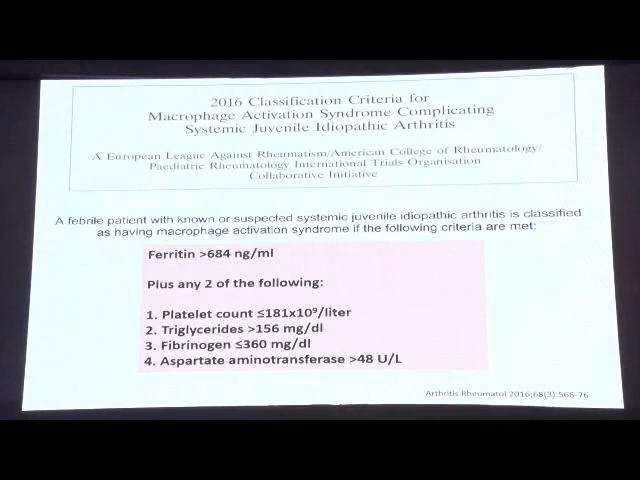 2016 Classification Criteria for
Macrophage Activation Syndrome Complicating
Systemic Juvenile Idiopathic Arthritis
A European League Against Rheumatism/American College of Rheumatology/
Paediatric Rheumatology International Trials Organisation
Collaborative Initiative
A febrile patient with known or suspected systemic juvenile idiopathic arthritis is classified
as having macrophage activation syndrome if the following criteria are met:
Ferritin >684 ng/ml
Plus any 2 of the following:
1. Platelet count ≤181x10⁹/liter
2. Triglycerides >156 mg/dl
3. Fibrinogen ≤360 mg/dl
4. Aspartate aminotransferase >48 U/L
Arthritis Rheumatol 2016;68(3):566-76